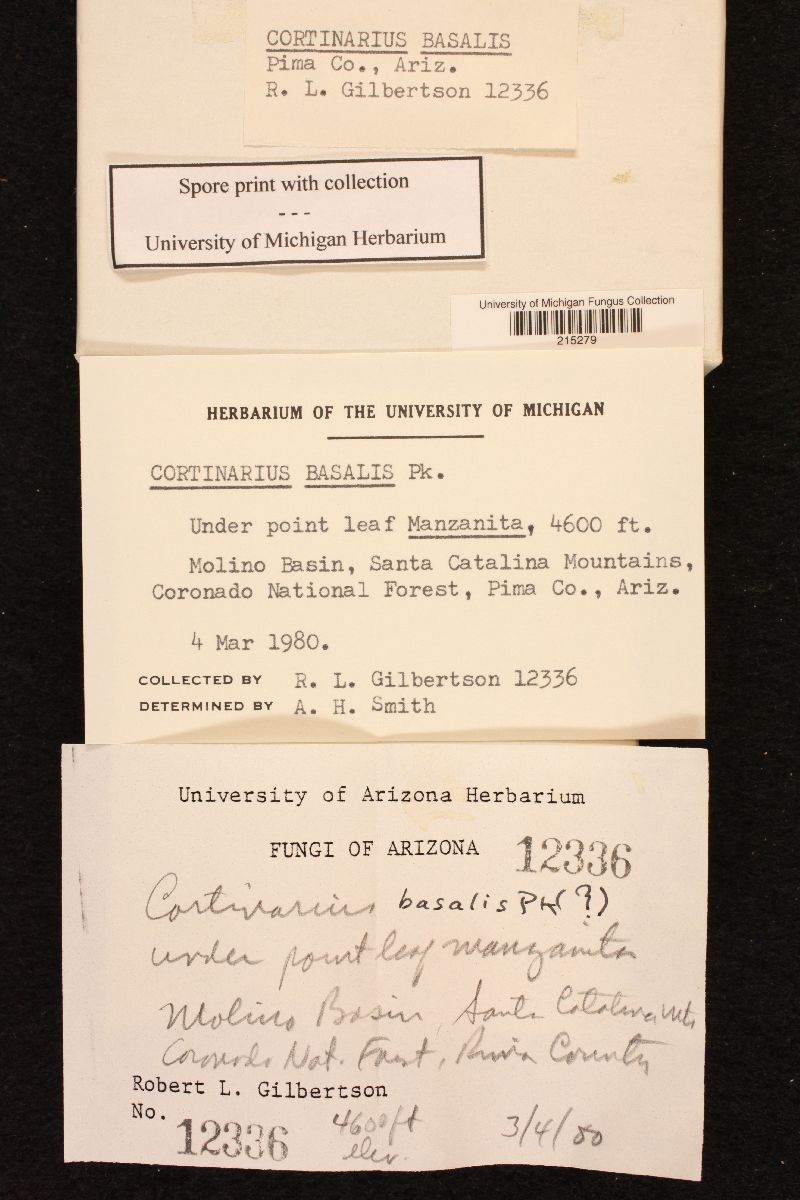 CORTINARIUS BASALIS
Pima Co., Ariz.
R. L. Gilbertson 12336
Spore print with collection
---
University of Michigan Herbarium
University of Michigan Fungus Collection
215279
HERBARIUM OF THE UNIVERSITY OF MICHIGAN
CORTINARIUS BASALIS Pk.
Under point leaf Manzanita, 4600 ft.
Molino Basin, Santa Catalina Mountains,
Coronado National Forest, Pima Co., Ariz.
4 Mar 1980.
COLLECTED BY R. L. Gilbertson 12336
DETERMINED BY A. H. Smith
University of Arizona Herbarium
FUNGI OF ARIZONA 12336
Cortinarius basalis Pk (?)
under point leaf manzanita
Molino Basin, Santa Catalina Mts
Coronado Nat. Forest, Pima County
Robert L. Gilbertson
No. 12336 4600 ft elev. 3/4/80